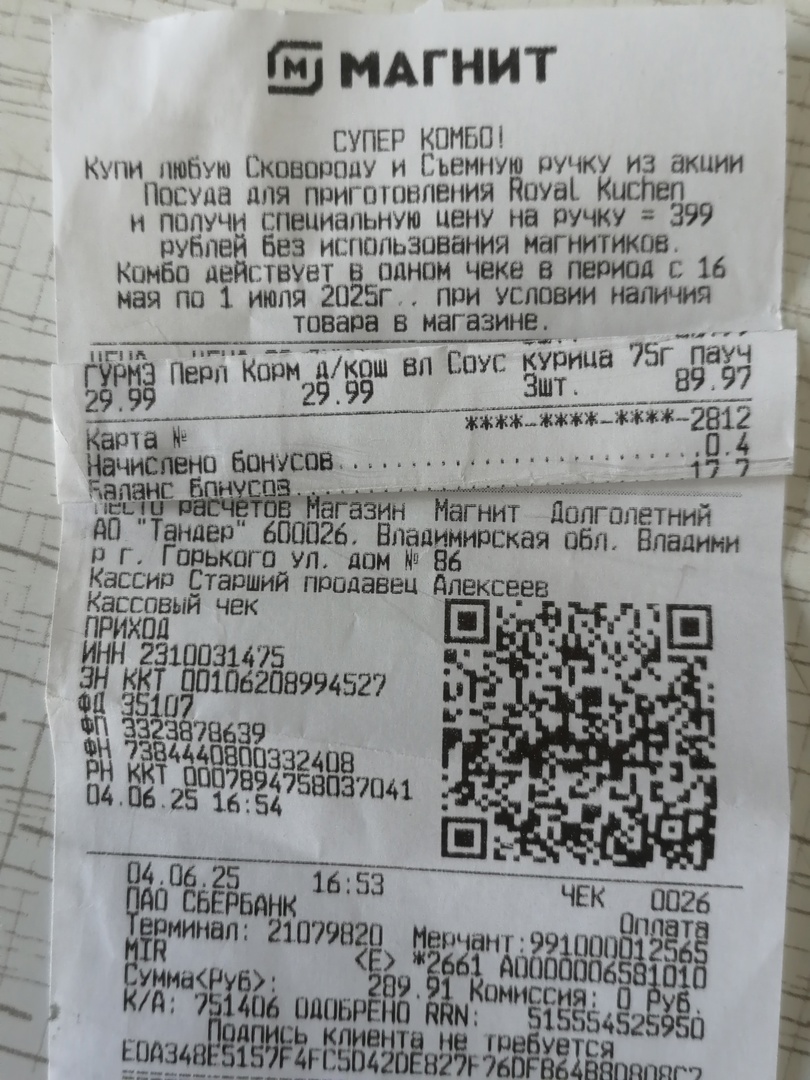 МАГНИТ
СУПЕР КОМБО!
Купи любую Сковороду и Съемную ручку из акции
Посуда для приготовления Royal Kuchen
и получи специальную цену на ручку = 399
рублей без использования магнитиков.
Комбо действует в одном чеке в период с 16
мая по 1 июля 2025г.. при условии наличия
товара в магазине.
ГУРМЭ Перл Корм д/кош вл Соус курица 75г пауч
29.99 29.99 3шт. 89.97
Карта № ****-****-****-2812
Начислено бонусов 0.4
Баланс бонусов 17.7
Место расчетов Магазин Магнит Долголетний
АО "Тандер" 600026, Владимирская обл. Владими
р г. Горького ул. дом № 86
Кассир Старший продавец Алексеев
Кассовый чек
ПРИХОД
ИНН 2310031475
ЗН ККТ 00106208994527
ФД 35107
ФП 3323878639
ФН 7384440800332408
РН ККТ 0007894758037041
04.06.25 16:54
04.06.25 16:53 ЧЕК 0026
ПАО СБЕРБАНК Оплата
Терминал: 21079820 Мерчант:991000012565
MIR <E> *2661 A0000006581010
Сумма<Руб>: 289.91 Комиссия: 0 Руб.
К/А: 751406 ОДОБРЕНО RRN: 515554525950
Подпись клиента не требуется